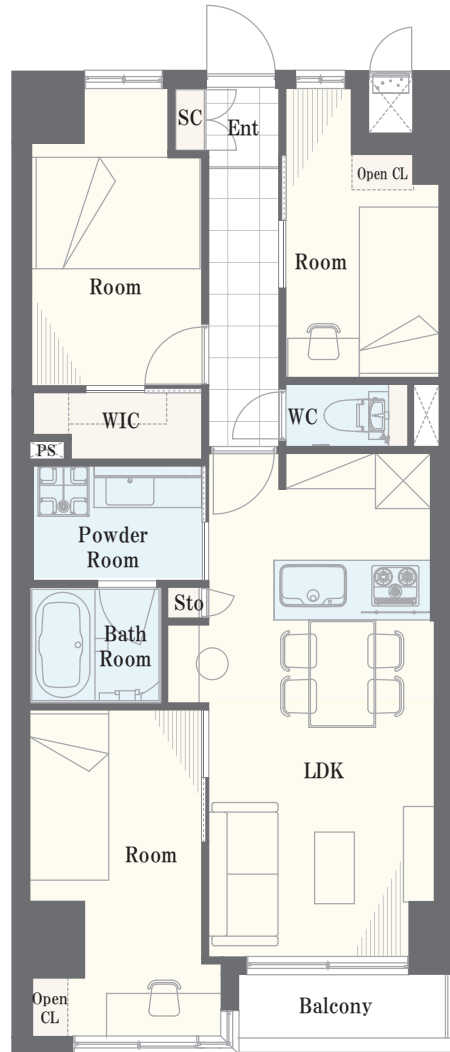 SC
Ent
Open CL
Room
Room
WIC
WC
PS
Powder
Room
Sto
Bath
Room
LDK
Room
Open
CL
Balcony